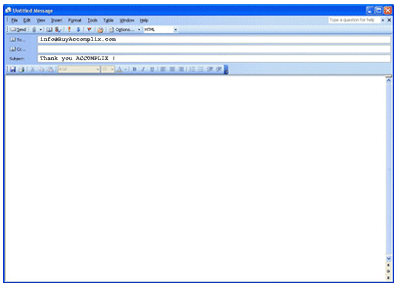 Untitled Message
File Edit View Insert Format Tools Table Window Help
Type a question for help
Send Options... HTML
To... info@BuyAccomplix.com
Cc...
Subject: Thank you ACCOMPLIX !
Arial